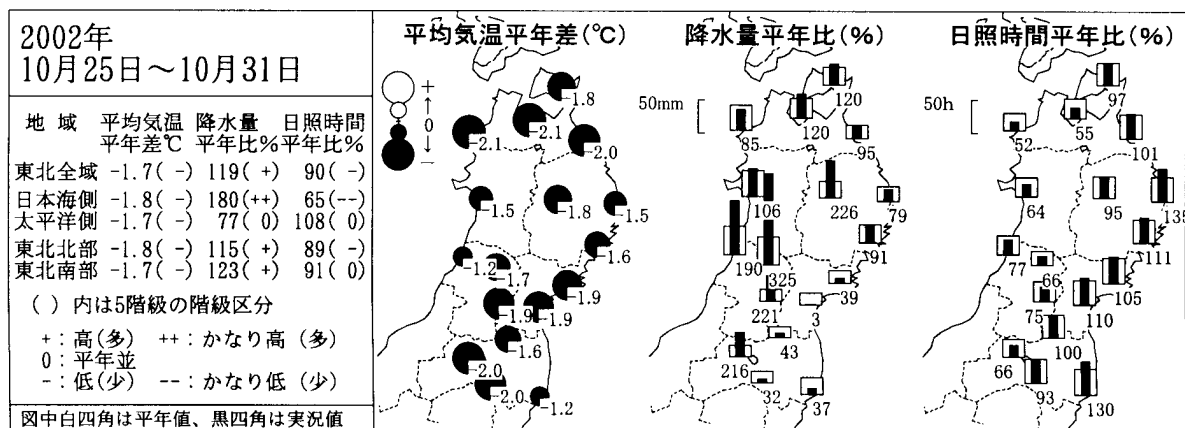 2002年
10月25日～10月31日
地域 平均気温 降水量 日照時間
平年差℃ 平年比% 平年比%
東北全域 -1.7( -) 119( +) 90( -)
日本海側 -1.8( -) 180(++) 65(--)
太平洋側 -1.7( -) 77( 0) 108( 0)
東北北部 -1.8( -) 115( +) 89( -)
東北南部 -1.7( -) 123( +) 91( 0)
( ) 内は5階級の階級区分
+：高(多) ++：かなり高 (多)
0：平年並
-：低(少) --：かなり低 (少)
図中白四角は平年値、黒四角は実況値
平均気温平年差(℃)
+
↑
0
↓
-
-1.8
-2.1
-2.1
-2.0
-1.5
-1.8
-1.5
-1.6
-1.2
-1.7
-1.9
-1.9
-1.9
-1.6
-2.0
-2.0
-1.2
降水量平年比(%)
50mm
120
120
85
95
106
226
79
91
190
325
39
221
3
43
216
32
37
日照時間平年比(%)
50h
97
55
52
101
64
95
135
111
77
66
105
75
110
100
66
93
130